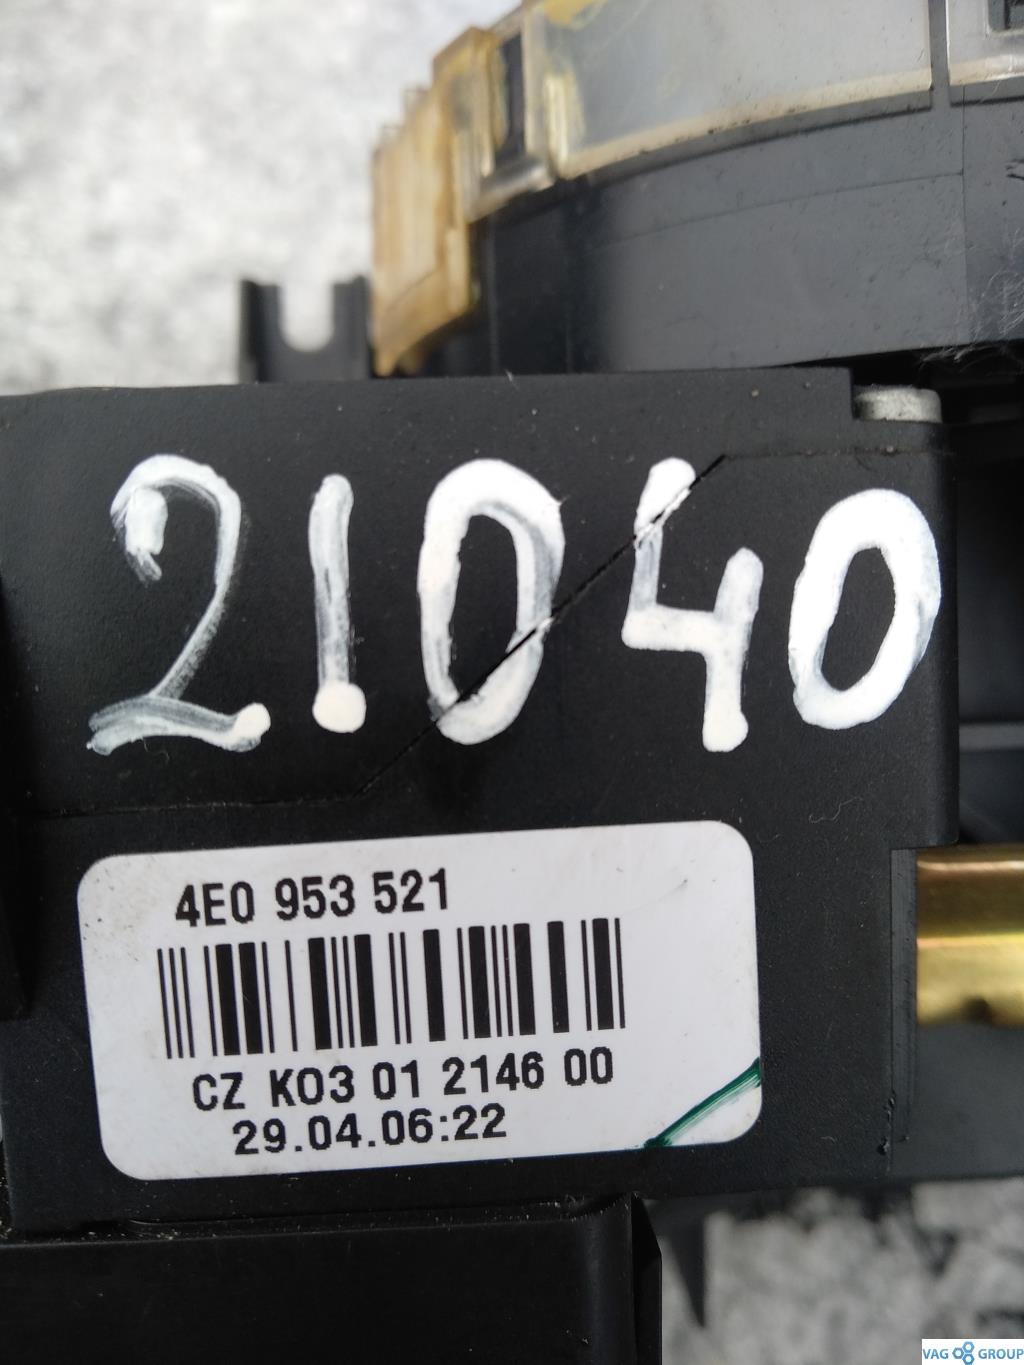 21040
4E0 953 521
CZ K03 01 2146 00
29.04.06:22
VAG GROUP